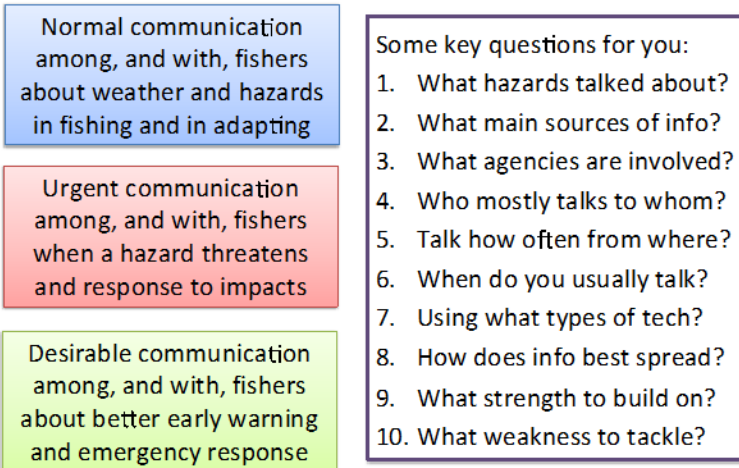 Normal communication
among, and with, fishers
about weather and hazards
in fishing and in adapting
Urgent communication
among, and with, fishers
when a hazard threatens
and response to impacts
Desirable communication
among, and with, fishers
about better early warning
and emergency response
Some key questions for you:
1. What hazards talked about?
2. What main sources of info?
3. What agencies are involved?
4. Who mostly talks to whom?
5. Talk how often from where?
6. When do you usually talk?
7. Using what types of tech?
8. How does info best spread?
9. What strength to build on?
10. What weakness to tackle?